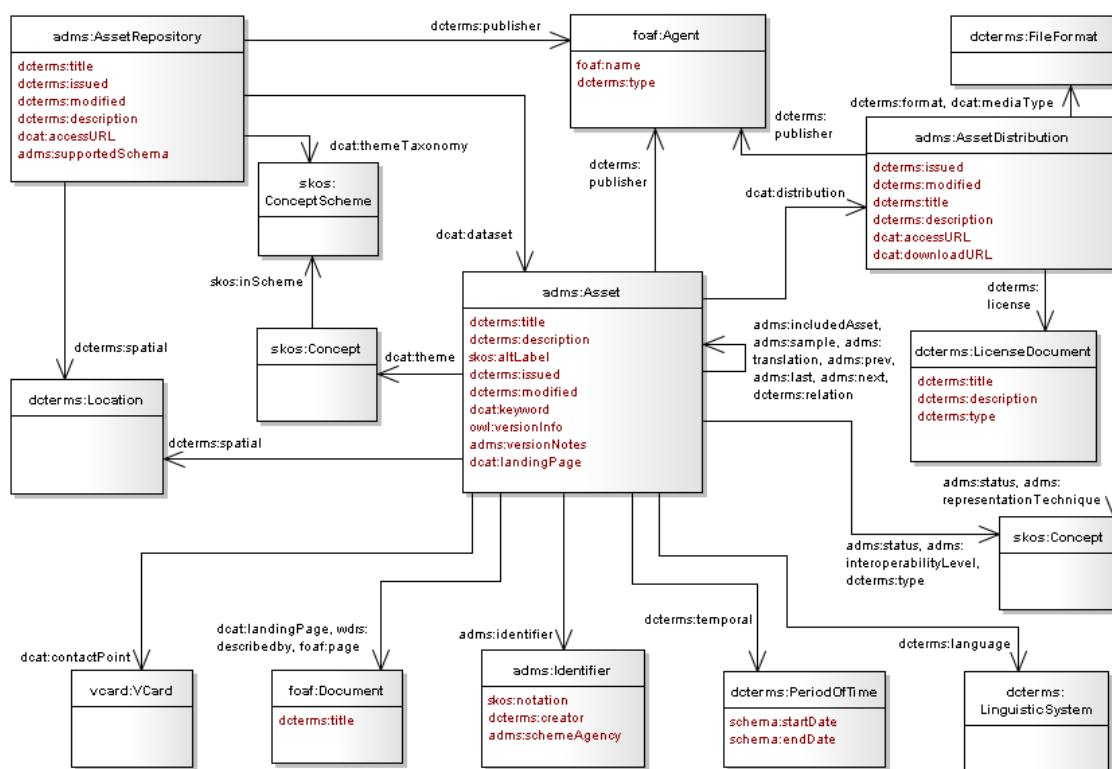 adms:AssetRepository
dcterms:title
dcterms:issued
dcterms:modified
dcterms:description
dcat:accessURL
adms:supportedSchema
dcterms:publisher
foaf:Agent
foaf:name
dcterms:type
dcterms:FileFormat
dcterms:format, dcat:mediaType
dcterms:
publisher
adms:AssetDistribution
dcterms:issued
dcterms:modified
dcterms:title
dcterms:description
dcat:accessURL
dcat:downloadURL
dcat:themeTaxonomy
skos:
ConceptScheme
dcterms:
publisher
dcat:distribution
dcat:dataset
skos:inScheme
adms:Asset
dcterms:title
dcterms:description
skos:altLabel
dcterms:issued
dcterms:modified
dcat:keyword
owl:versionInfo
adms:versionNotes
dcat:landingPage
dcterms:
license
adms:includedAsset,
adms:sample, adms:
translation, adms:prev,
adms:last, adms:next,
dcterms:relation
skos:Concept
dcat:theme
dcterms:LicenseDocument
dcterms:title
dcterms:description
dcterms:type
dcterms:spatial
dcterms:Location
dcterms:spatial
adms:status, adms:
representationTechnique
skos:Concept
adms:status, adms:
interoperabilityLevel,
dcterms:type
dcat:contactPoint
dcat:landingPage, wdrs:
describedby, foaf:page
adms:identifier
dcterms:temporal
dcterms:language
vcard:VCard
foaf:Document
dcterms:title
adms:Identifier
skos:notation
dcterms:creator
adms:schemeAgency
dcterms:PeriodOfTime
schema:startDate
schema:endDate
dcterms:
LinguisticSystem